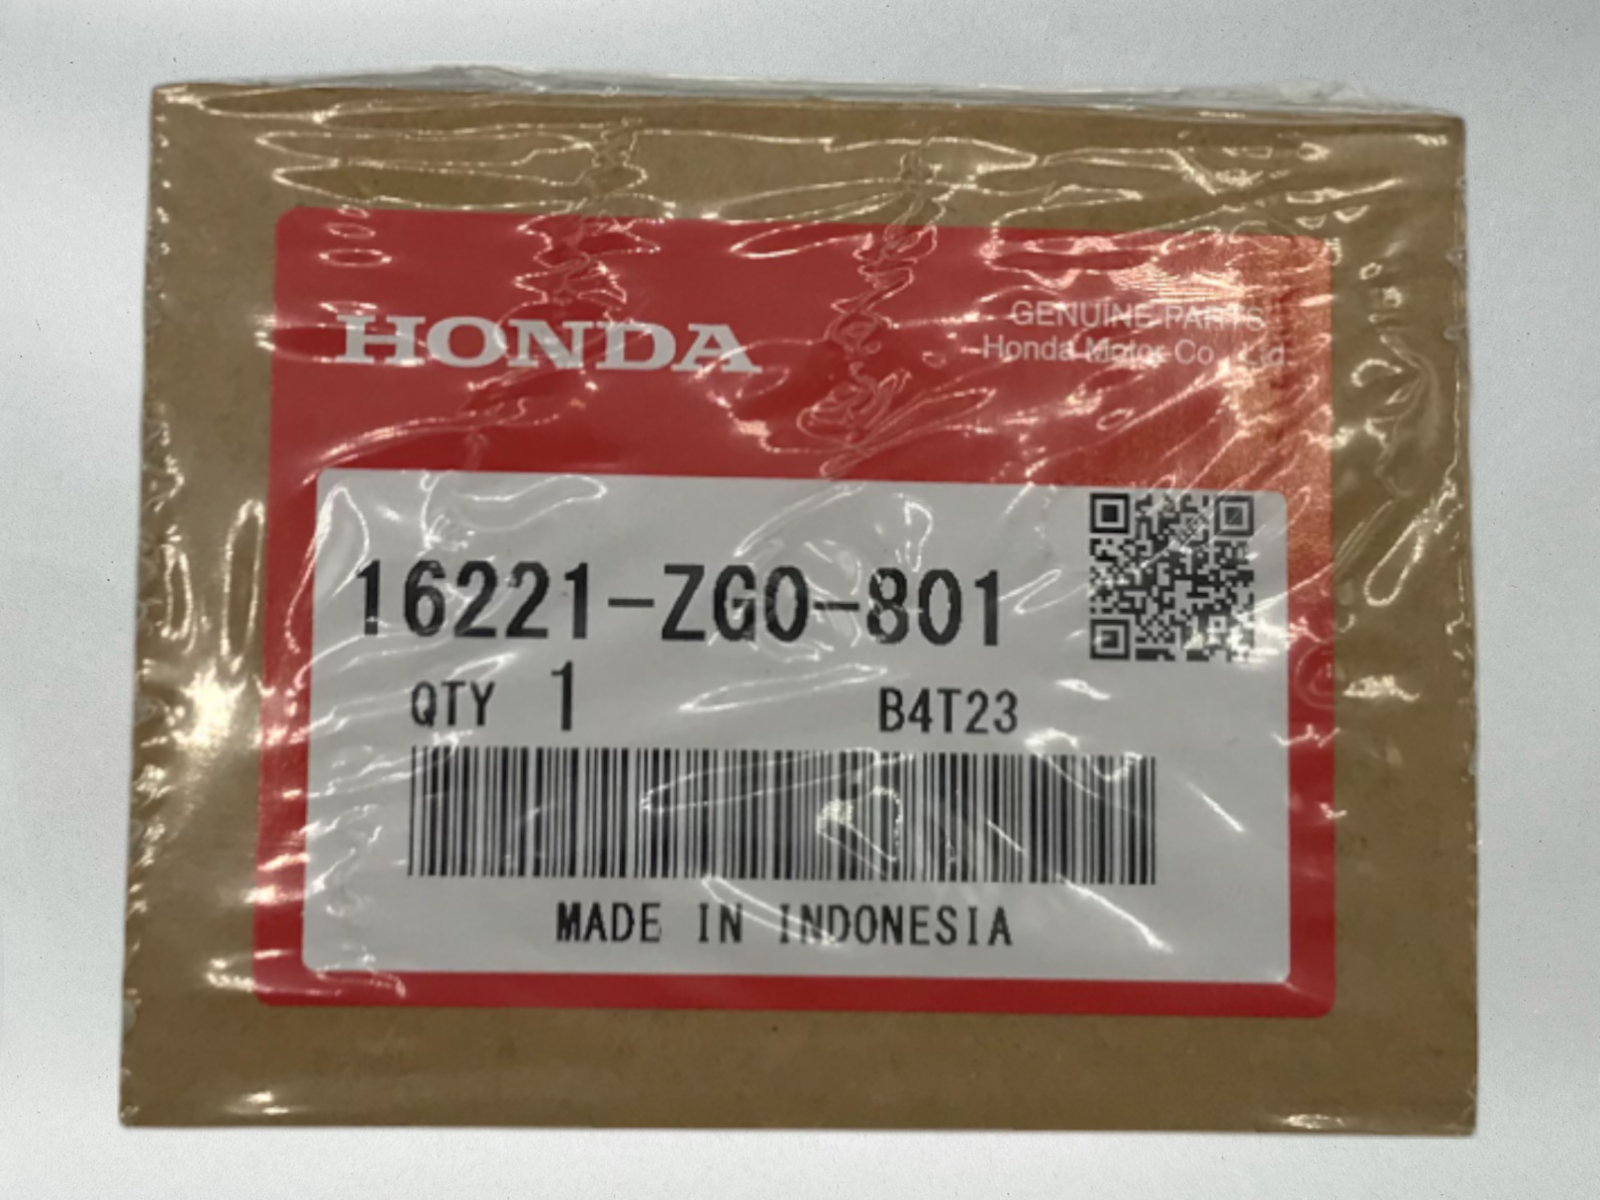 HONDA
GENUINE PARTS
Honda Motor Co., Ltd.
16221-ZG0-801
QTY 1 B4T23
MADE IN INDONESIA